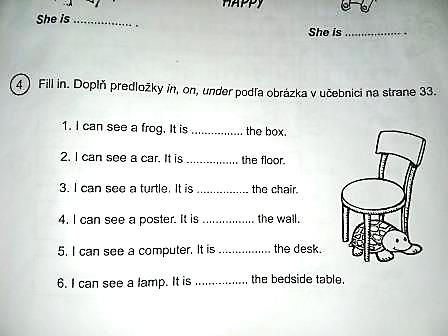 HAPPY
She is ................ .
She is ................ .
4 Fill in. Doplň predložky in, on, under podľa obrázka v učebnici na strane 33.
1. I can see a frog. It is ................ the box.
2. I can see a car. It is ................ the floor.
3. I can see a turtle. It is ................ the chair.
4. I can see a poster. It is ................ the wall.
5. I can see a computer. It is ................ the desk.
6. I can see a lamp. It is ................ the bedside table.